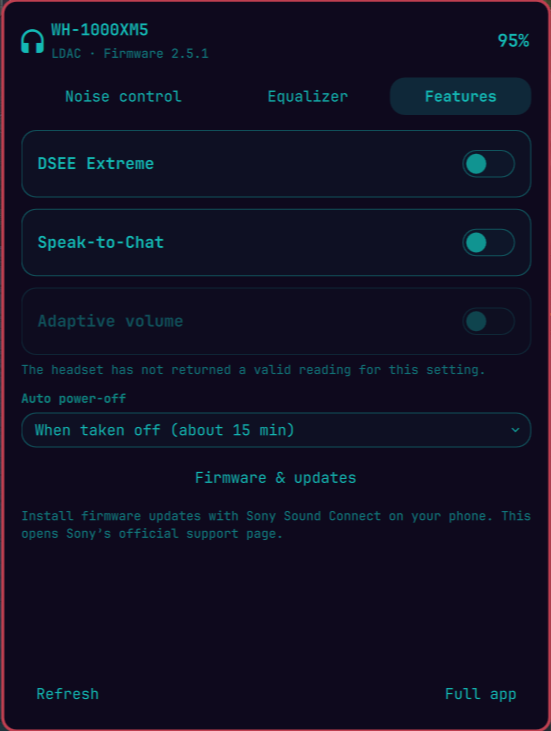 WH-1000XM5
LDAC · Firmware 2.5.1
95%
Noise control
Equalizer
Features
DSEE Extreme
Speak-to-Chat
Adaptive volume
The headset has not returned a valid reading for this setting.
Auto power-off
When taken off (about 15 min)
Firmware & updates
Install firmware updates with Sony Sound Connect on your phone. This
opens Sony's official support page.
Refresh
Full app